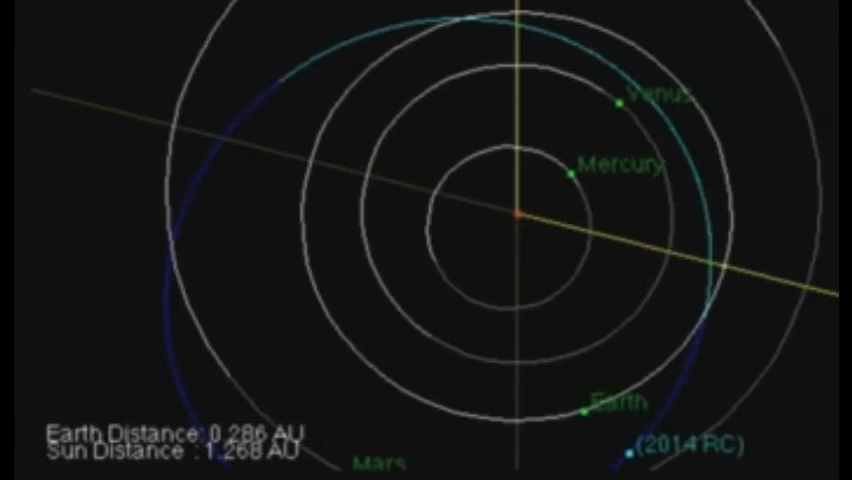 Venus
Mercury
Earth
Earth Distance: 0.286 AU
(2014 RC)
Sun Distance : 1.268 AU
Mars